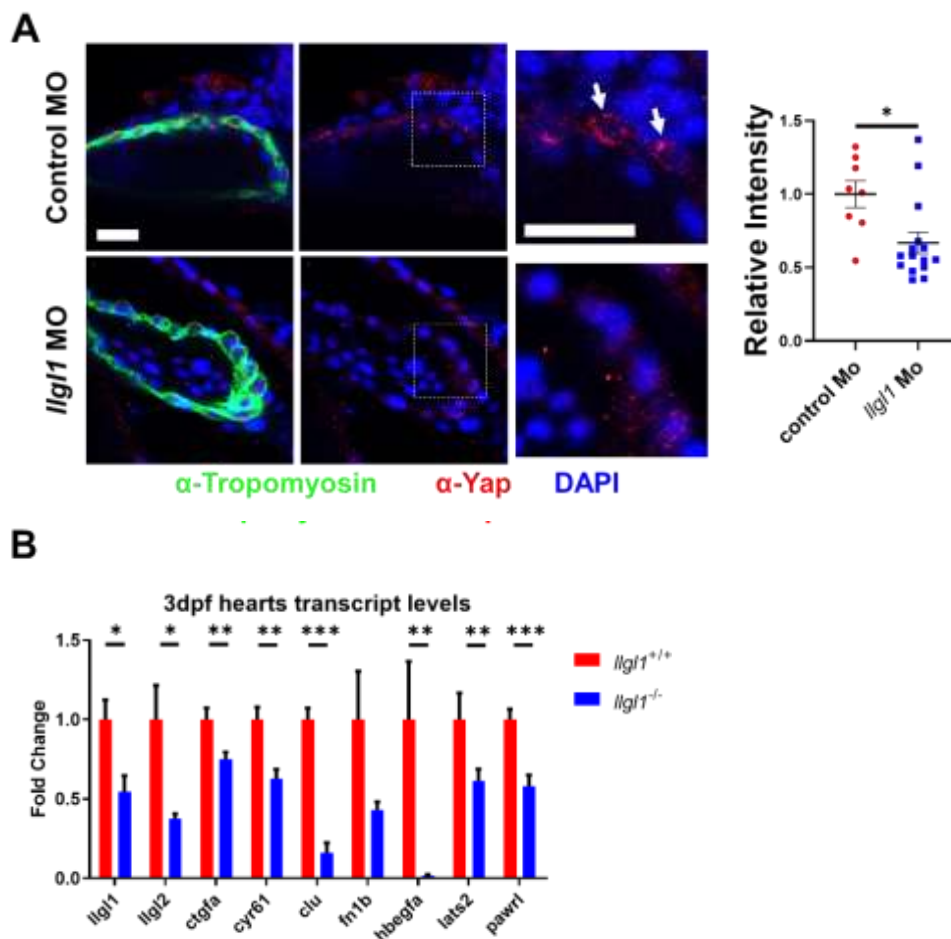 A
Control MO
llgl1 MO
α-Tropomyosin α-Yap DAPI
*
Relative Intensity
1.5
1.0
0.5
0.0
control Mo
llgl1 Mo
B
3dpf hearts transcript levels
* * ** ** *** ** ** ***
Fold Change
1.5
1.0
0.5
0.0
llgl1
llgl2
ctgfa
cyr61
clu
fn1b
hbegfa
lats2
pawrl
llgl1+/+
llgl1-/-